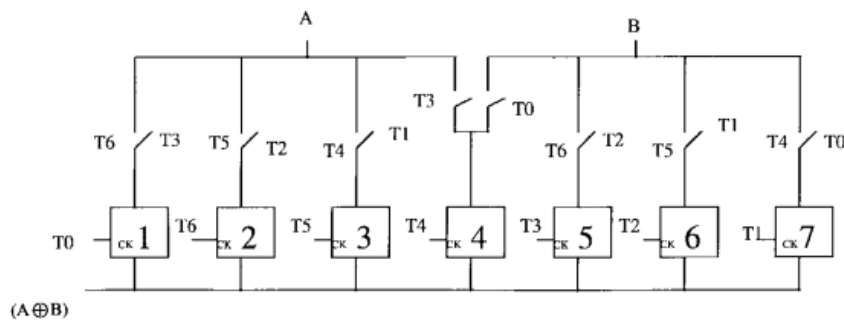 A B
T3 T0
T6 T3 T5 T2 T4 T1 T6 T2 T5 T1 T4 T0
T0 CK 1 T6 CK 2 T5 CK 3 T4 CK 4 T3 CK 5 T2 CK 6 T1 CK 7
(A⊕B)